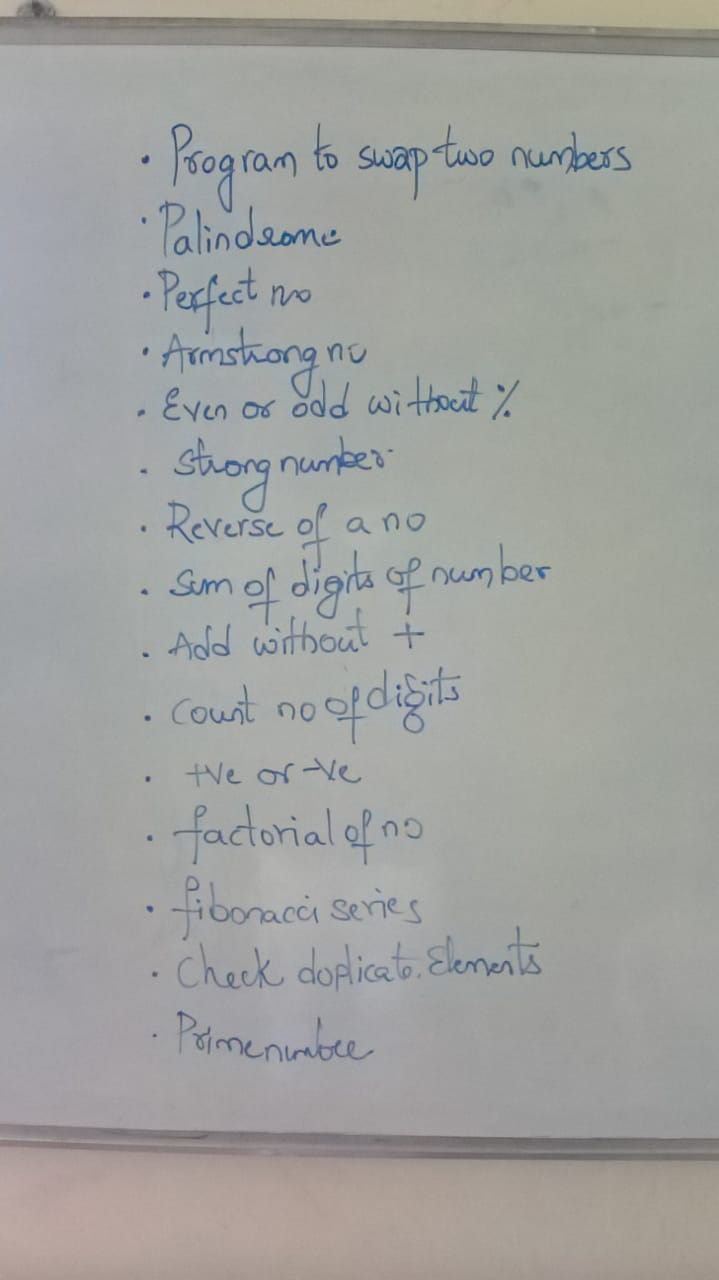 · Program to swap two numbers
· Palindrome
· Perfect no
· Armstrong no
· Even or odd without %
· Strong number
· Reverse of a no
· Sum of digits of number
· Add without +
· Count no of digits
· +ve or -ve
· factorial of no
· fibonacci series
· Check duplicate Elements
· Prime number